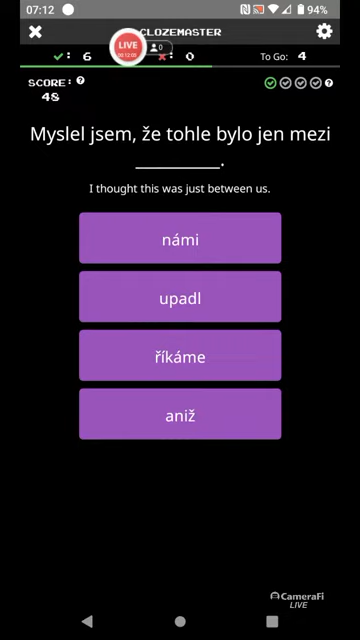 07:12
94%
CLOZEMASTER
LIVE
0
6
0
To Go: 4
SCORE: ?
48
?
Myslel jsem, že tohle bylo jen mezi
__________.
I thought this was just between us.
námi
upadl
říkáme
aniž
CameraFi
LIVE